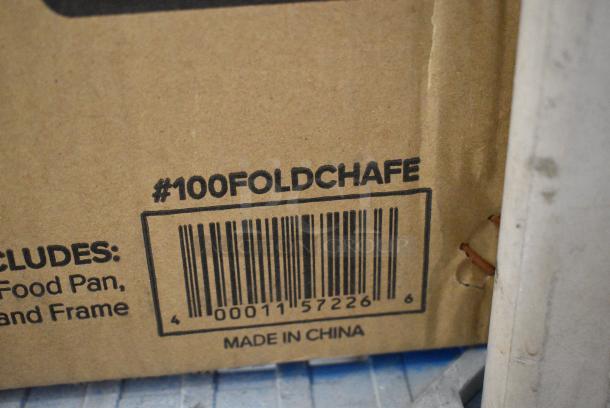 #100FOLDCHAFE
CLUDES:
Food Pan,
and Frame
4 00011 57226 6
MADE IN CHINA